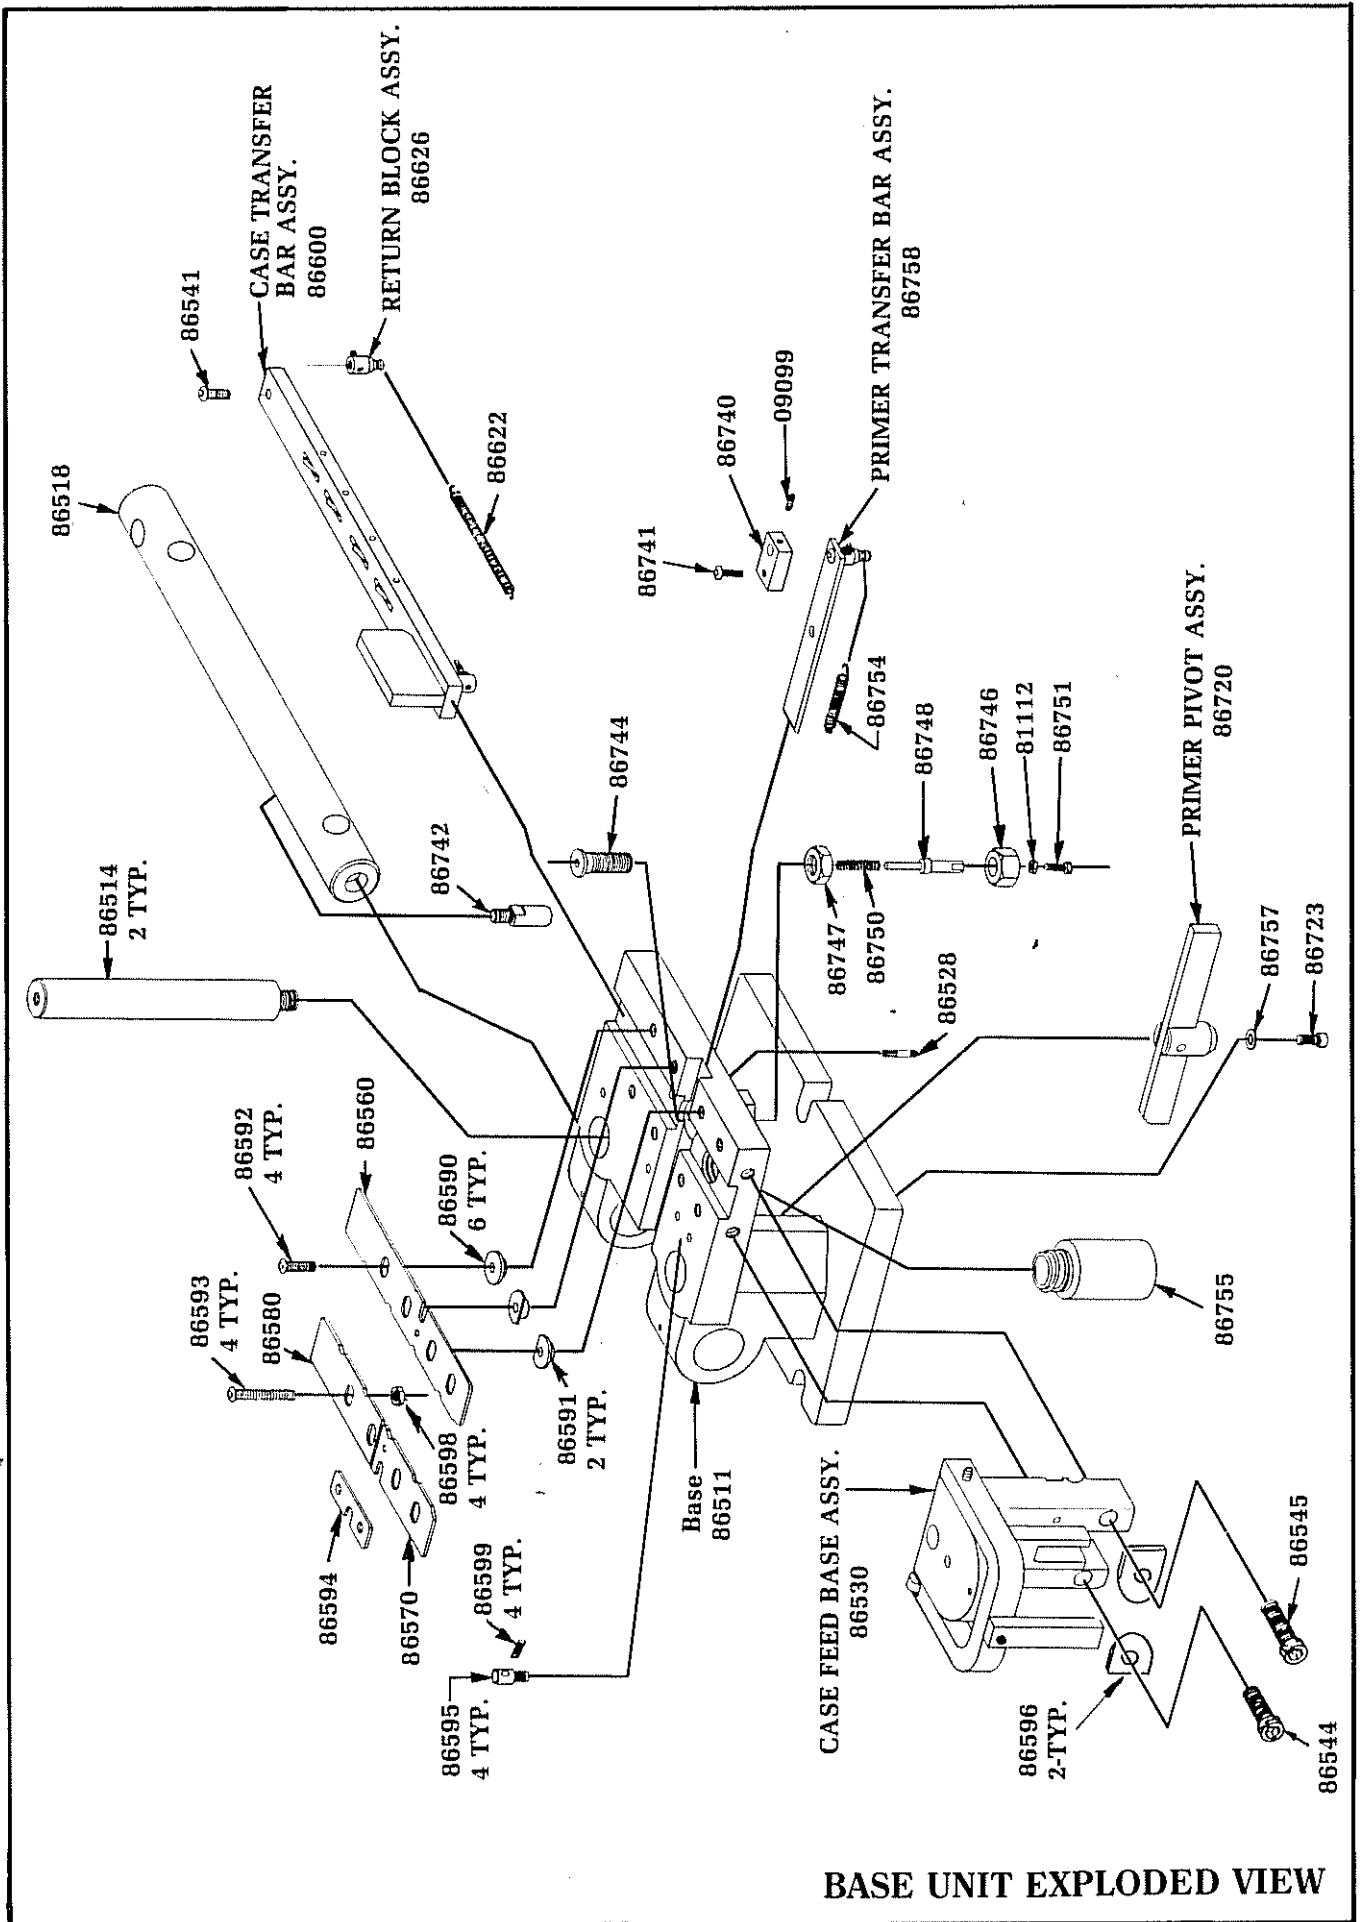 86518
86541
CASE TRANSFER
BAR ASSY.
86600
RETURN BLOCK ASSY.
86626
86622
86514
2 TYP.
86742
86744
86741
86740
09099
PRIMER TRANSFER BAR ASSY.
86758
86754
86592
4 TYP.
86560
86593
4 TYP.
86580
86590
6 TYP.
86747
86750
86748
86746
81112
86751
86528
PRIMER PIVOT ASSY.
86720
86757
86723
86594
86570
86598
4 TYP.
86591
2 TYP.
86599
4 TYP.
86595
4 TYP.
Base
86511
86755
CASE FEED BASE ASSY.
86530
86596
2-TYP.
86545
86544
BASE UNIT EXPLODED VIEW